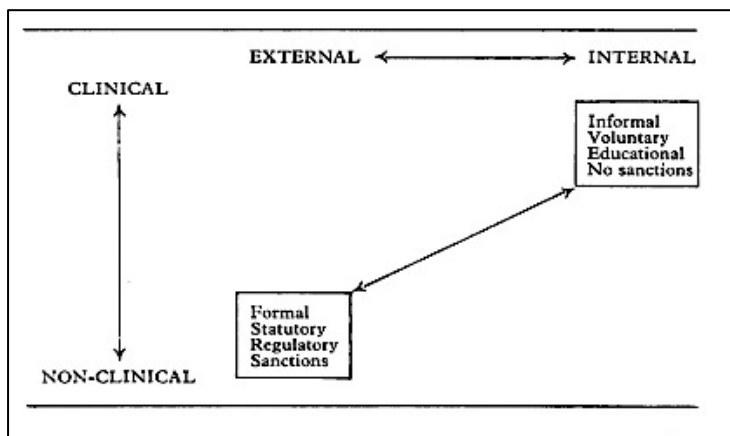 EXTERNAL INTERNAL
CLINICAL
Informal
Voluntary
Educational
No sanctions
Formal
Statutory
Regulatory
Sanctions
NON-CLINICAL